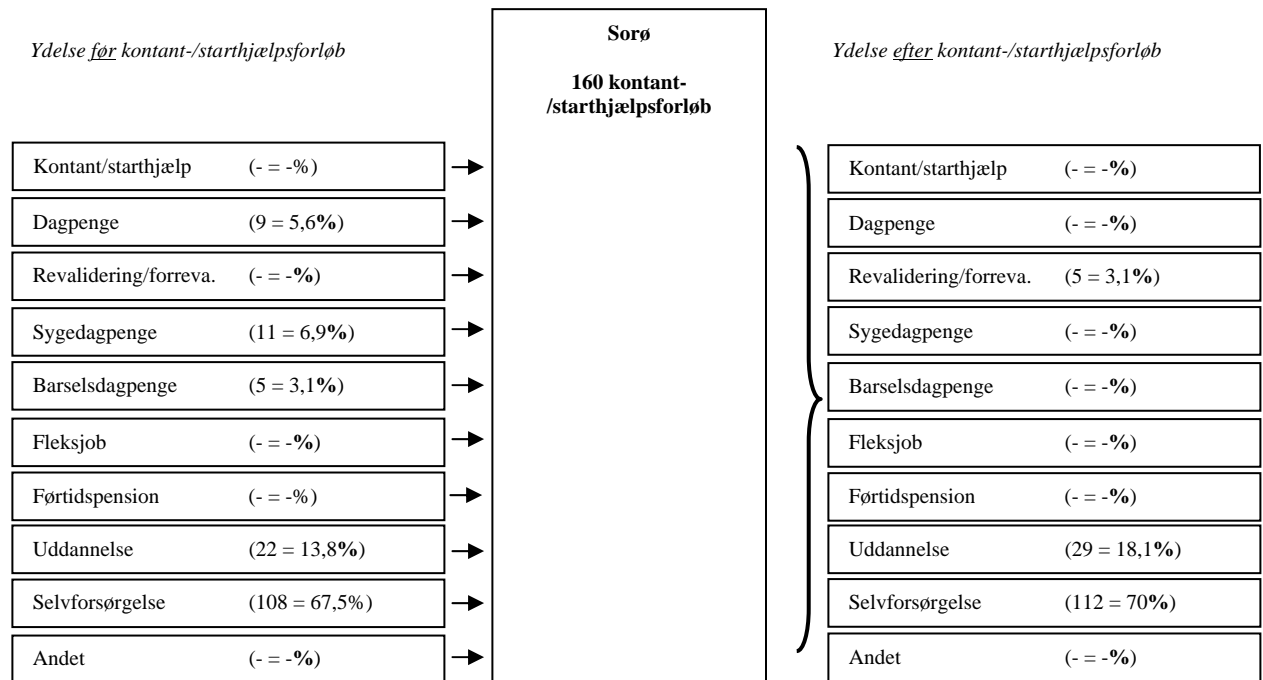 Ydelse før kontant-/starthjælpsforløb
Sorø
160 kontant-
/starthjælpsforløb
Ydelse efter kontant-/starthjælpsforløb
Kontant/starthjælp (- = -%)
Dagpenge (9 = 5,6%)
Revalidering/forreva. (- = -%)
Sygedagpenge (11 = 6,9%)
Barselsdagpenge (5 = 3,1%)
Fleksjob (- = -%)
Førtidspension (- = -%)
Uddannelse (22 = 13,8%)
Selvforsørgelse (108 = 67,5%)
Andet (- = -%)
Kontant/starthjælp (- = -%)
Dagpenge (- = -%)
Revalidering/forreva. (5 = 3,1%)
Sygedagpenge (- = -%)
Barselsdagpenge (- = -%)
Fleksjob (- = -%)
Førtidspension (- = -%)
Uddannelse (29 = 18,1%)
Selvforsørgelse (112 = 70%)
Andet (- = -%)